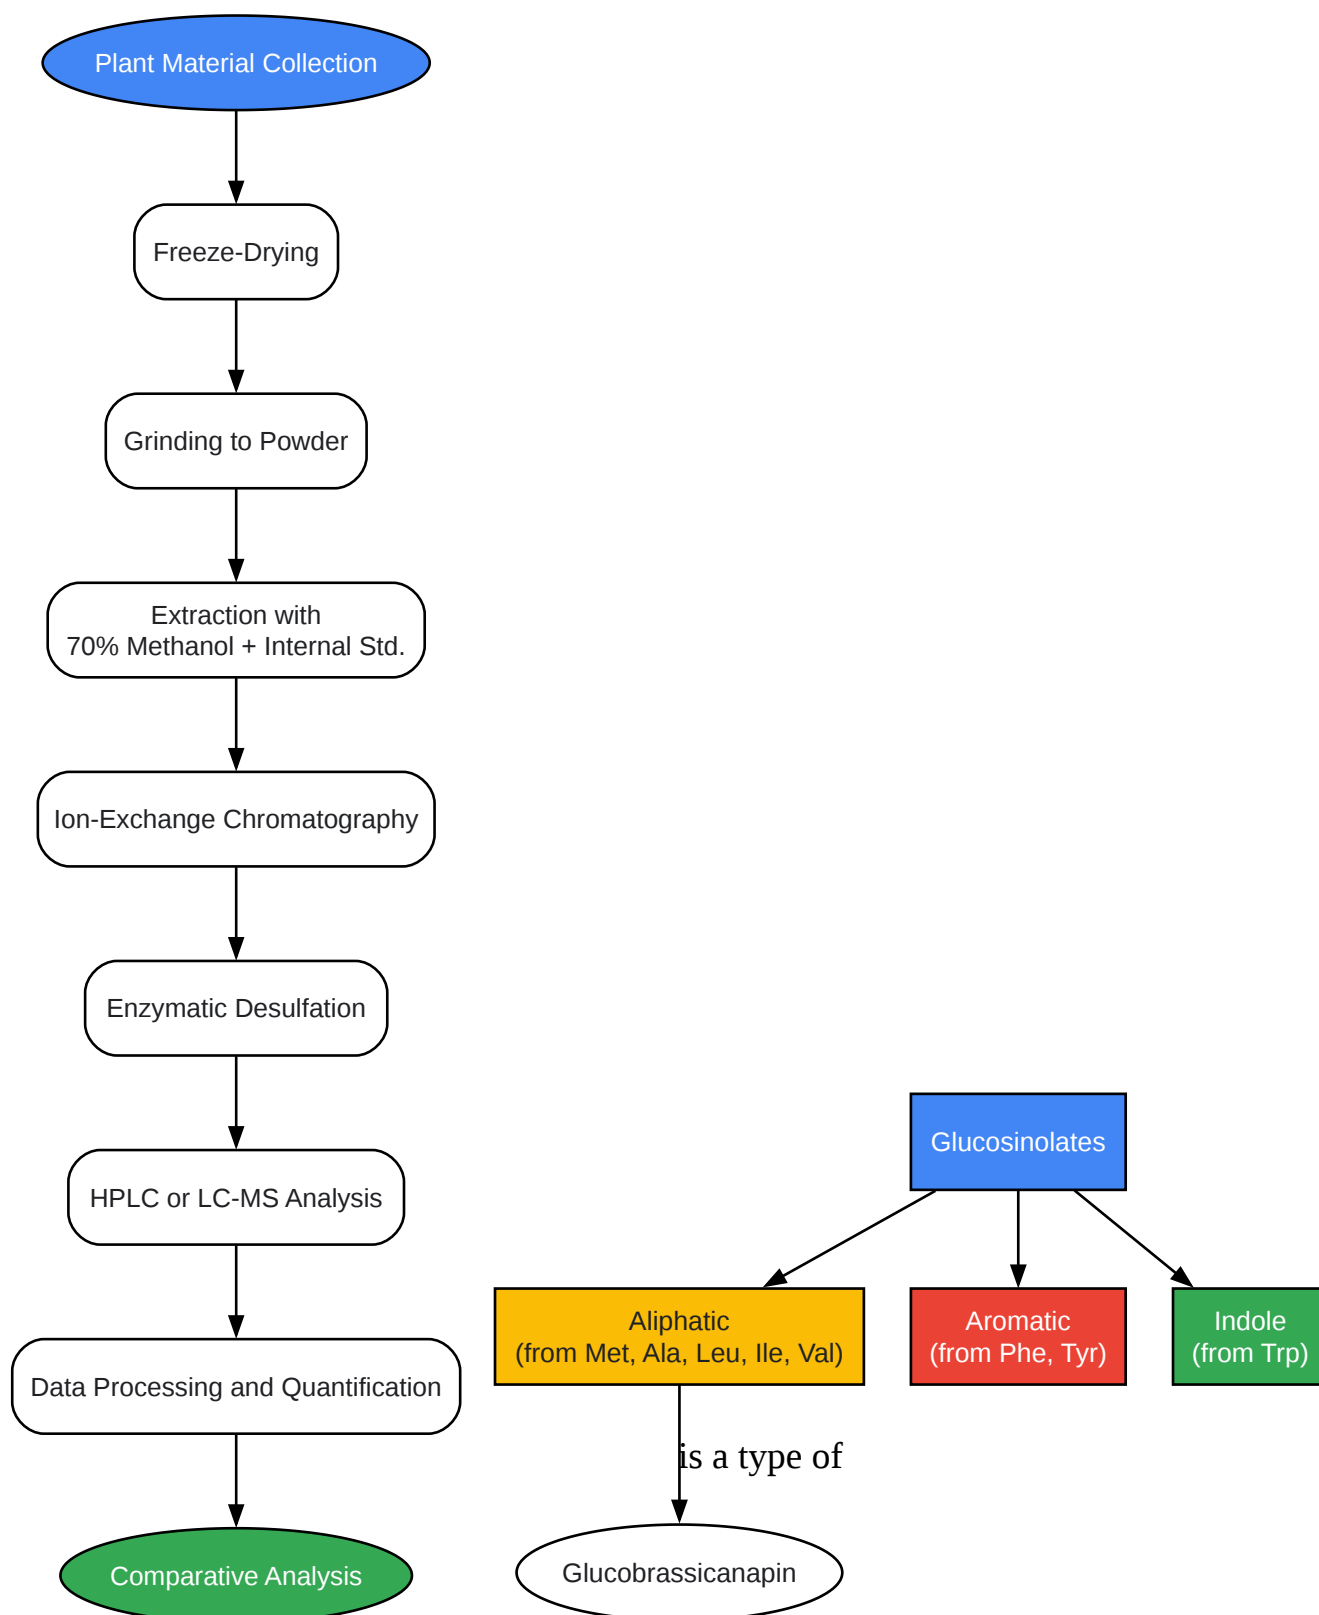 Plant Material Collection
Freeze-Drying
Grinding to Powder
Extraction with
70% Methanol + Internal Std.
Ion-Exchange Chromatography
Enzymatic Desulfation
HPLC or LC-MS Analysis
Data Processing and Quantification
Comparative Analysis
Glucosinolates
Aliphatic
(from Met, Ala, Leu, Ile, Val)
Aromatic
(from Phe, Tyr)
Indole
(from Trp)
is a type of
Glucobrassicanapin